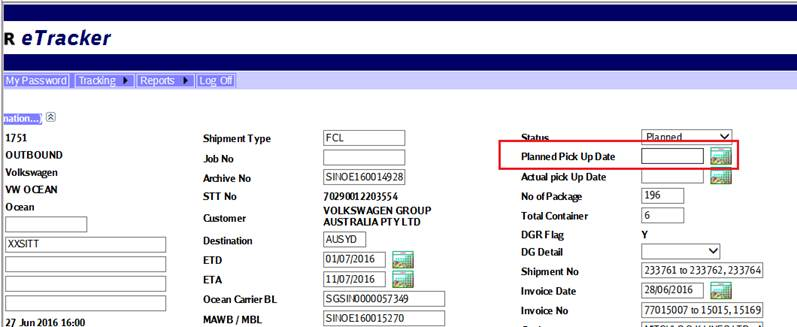 R eTracker
My Password Tracking Reports Log Off
mation...)
1751
OUTBOUND
Volkswagen
VW OCEAN
Ocean
XXSITT
27 Jun 2016 16:00
Shipment Type FCL
Job No
Archive No SINOE160014928
STT No 70290012203554
Customer VOLKSWAGEN GROUP
AUSTRALIA PTY LTD
Destination AUSYD
ETD 01/07/2016
ETA 11/07/2016
Ocean Carrier BL SGSIN0000057349
MAWB / MBL SINOE160015270
Status Planned
Planned Pick Up Date
Actual pick Up Date
No of Package 196
Total Container 6
DGR Flag Y
DG Detail
Shipment No 233761 to 233762, 233764
Invoice Date 28/06/2016
Invoice No 77015007 to 15015, 15169